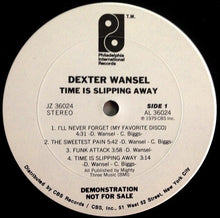 T.M.
Philadelphia
International
Records
℗ 1979 CBS Inc.
DEXTER WANSEL
TIME IS SLIPPING AWAY
JZ 36024
STEREO
SIDE 1
AL 36024
1. I'LL NEVER FORGET (MY FAVORITE DISCO)
4:31 -D. Wansel - C. Biggs-
2. THE SWEETEST PAIN 5:52 -D. Wansel - C. Biggs-
3. FUNK ATTACK 3:58 -D. Wansel-
4. TIME IS SLIPPING AWAY 3:14
-D. Wansel - C. Biggs-
All selections published by Mighty
Three Music (BMI)
DEMONSTRATION
NOT FOR SALE
Distributed by CBS Records / CBS, Inc., 51 West 52 Street, New York City